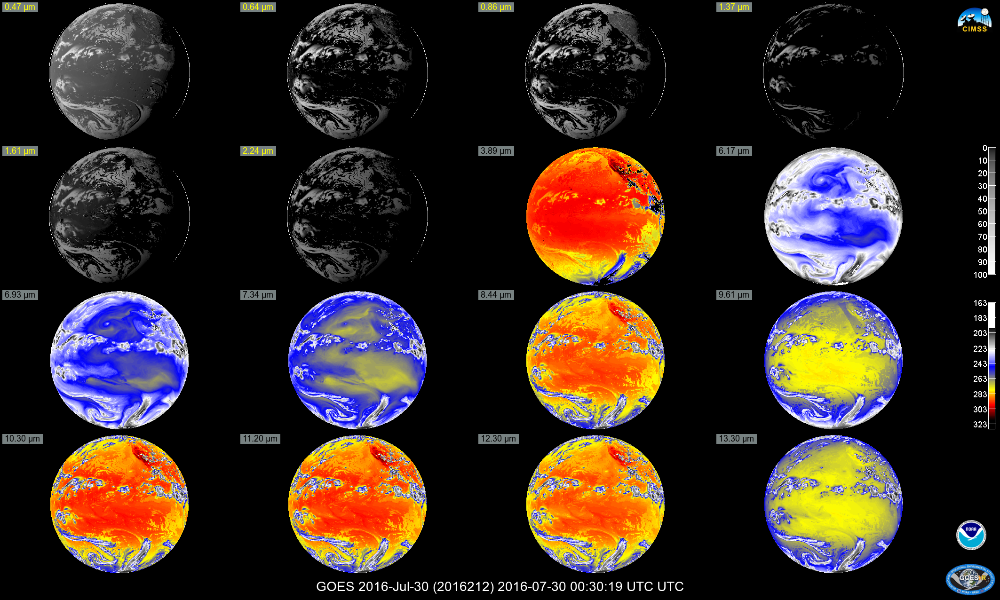 0.47 µm
0.64 µm
0.86 µm
1.37 µm
CIMSS
1.61 µm
2.24 µm
3.89 µm
6.17 µm
0
10
20
30
40
50
60
70
80
90
100
6.93 µm
7.34 µm
8.44 µm
9.61 µm
163
183
203
223
243
263
283
303
323
10.30 µm
11.20 µm
12.30 µm
13.30 µm
NOAA
GOES-R
NOAA - NASA
GOES 2016-Jul-30 (2016212) 2016-07-30 00:30:19 UTC UTC